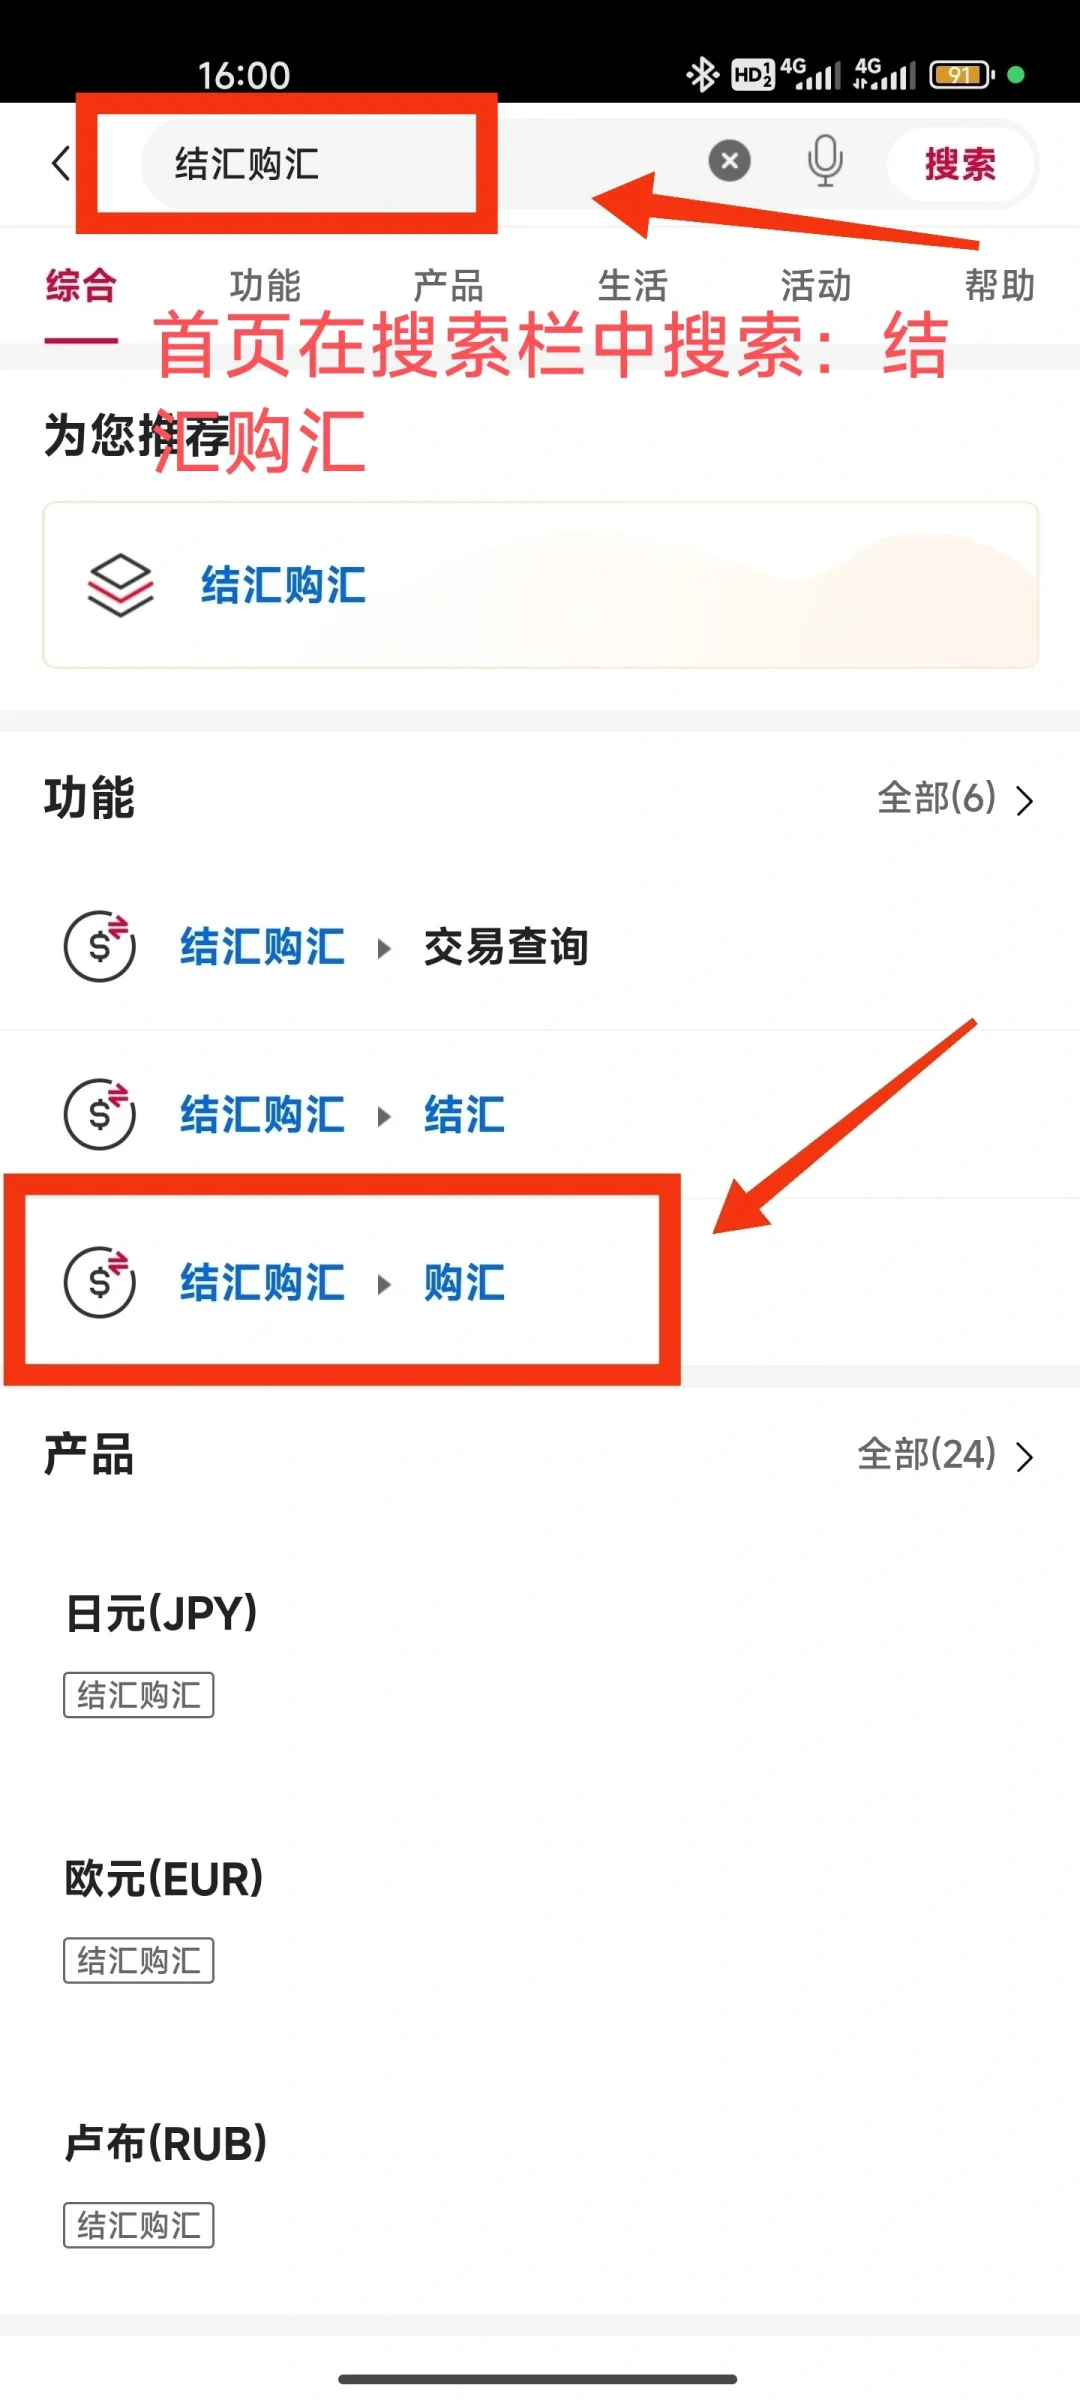 16:00 HD 1 2 4G 4G 91
结汇购汇 搜索
综合 功能 产品 生活 活动 帮助
首页在搜索栏中搜索：结
汇购汇
为您推荐
结汇购汇
功能 全部(6)
结汇购汇 交易查询
结汇购汇 结汇
结汇购汇 购汇
产品 全部(24)
日元(JPY)
结汇购汇
欧元(EUR)
结汇购汇
卢布(RUB)
结汇购汇